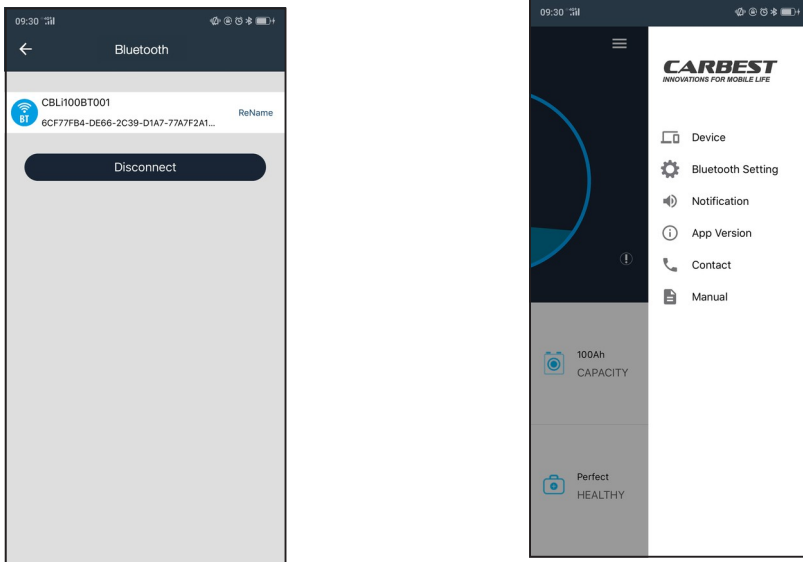 09:30
Bluetooth
CBLi100BT001
BT
6CF77FB4-DE66-2C39-D1A7-77A7F2A1...
ReName
Disconnect
09:30
CARBEST
INNOVATIONS FOR MOBILE LIFE
Device
Bluetooth Setting
Notification
App Version
Contact
Manual
100Ah
CAPACITY
Perfect
HEALTHY